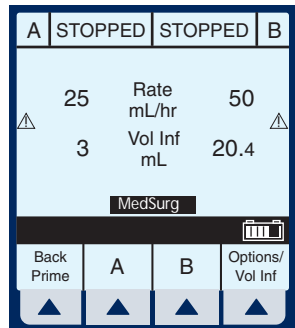 A STOPPED STOPPED B
25 Rate mL/hr 50
3 Vol Inf mL 20.4
MedSurg
Back Prime A B Options/ Vol Inf